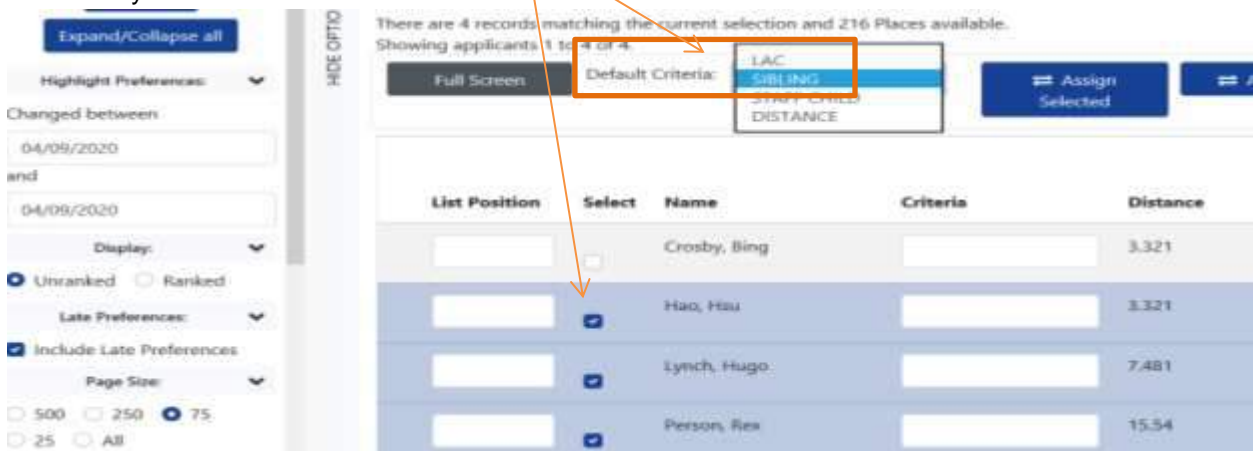 Expand/Collapse all
Highlight Preferences:
Changed between
04/09/2020
and
04/09/2020
Display:
Unranked Ranked
Late Preferences:
Include Late Preferences
Page Size:
500 250 75
25 All
HIDE OPTIO
There are 4 records matching the current selection and 216 Places available.
Showing applicants 1 to 4 of 4.
Full Screen
Default Criteria:
LAC
SIBLING
STAFF CHILD
DISTANCE
Assign
Selected
A
List Position Select Name Criteria Distance
Crosby, Bing 3.321
Hao, Hsu 3.321
Lynch, Hugo 7.481
Person, Rex 15.54